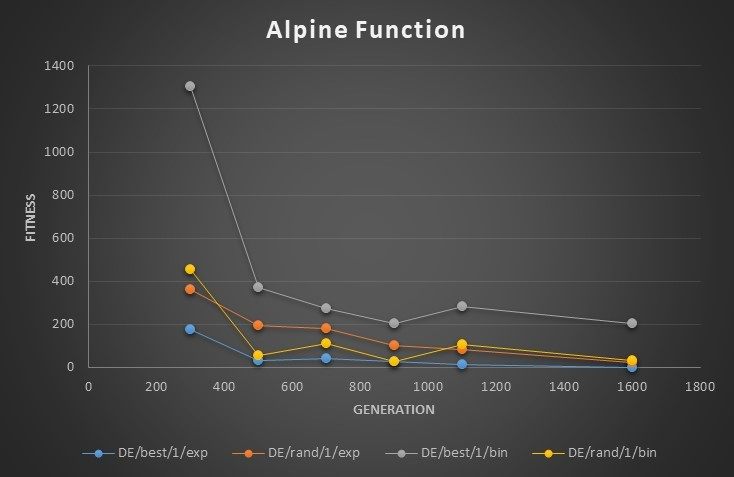 Alpine Function
1400
1200
1000
800
600
400
200
0
FITNESS
0 200 400 600 800 1000 1200 1400 1600 1800
GENERATION
DE/best/1/exp DE/rand/1/exp DE/best/1/bin DE/rand/1/bin